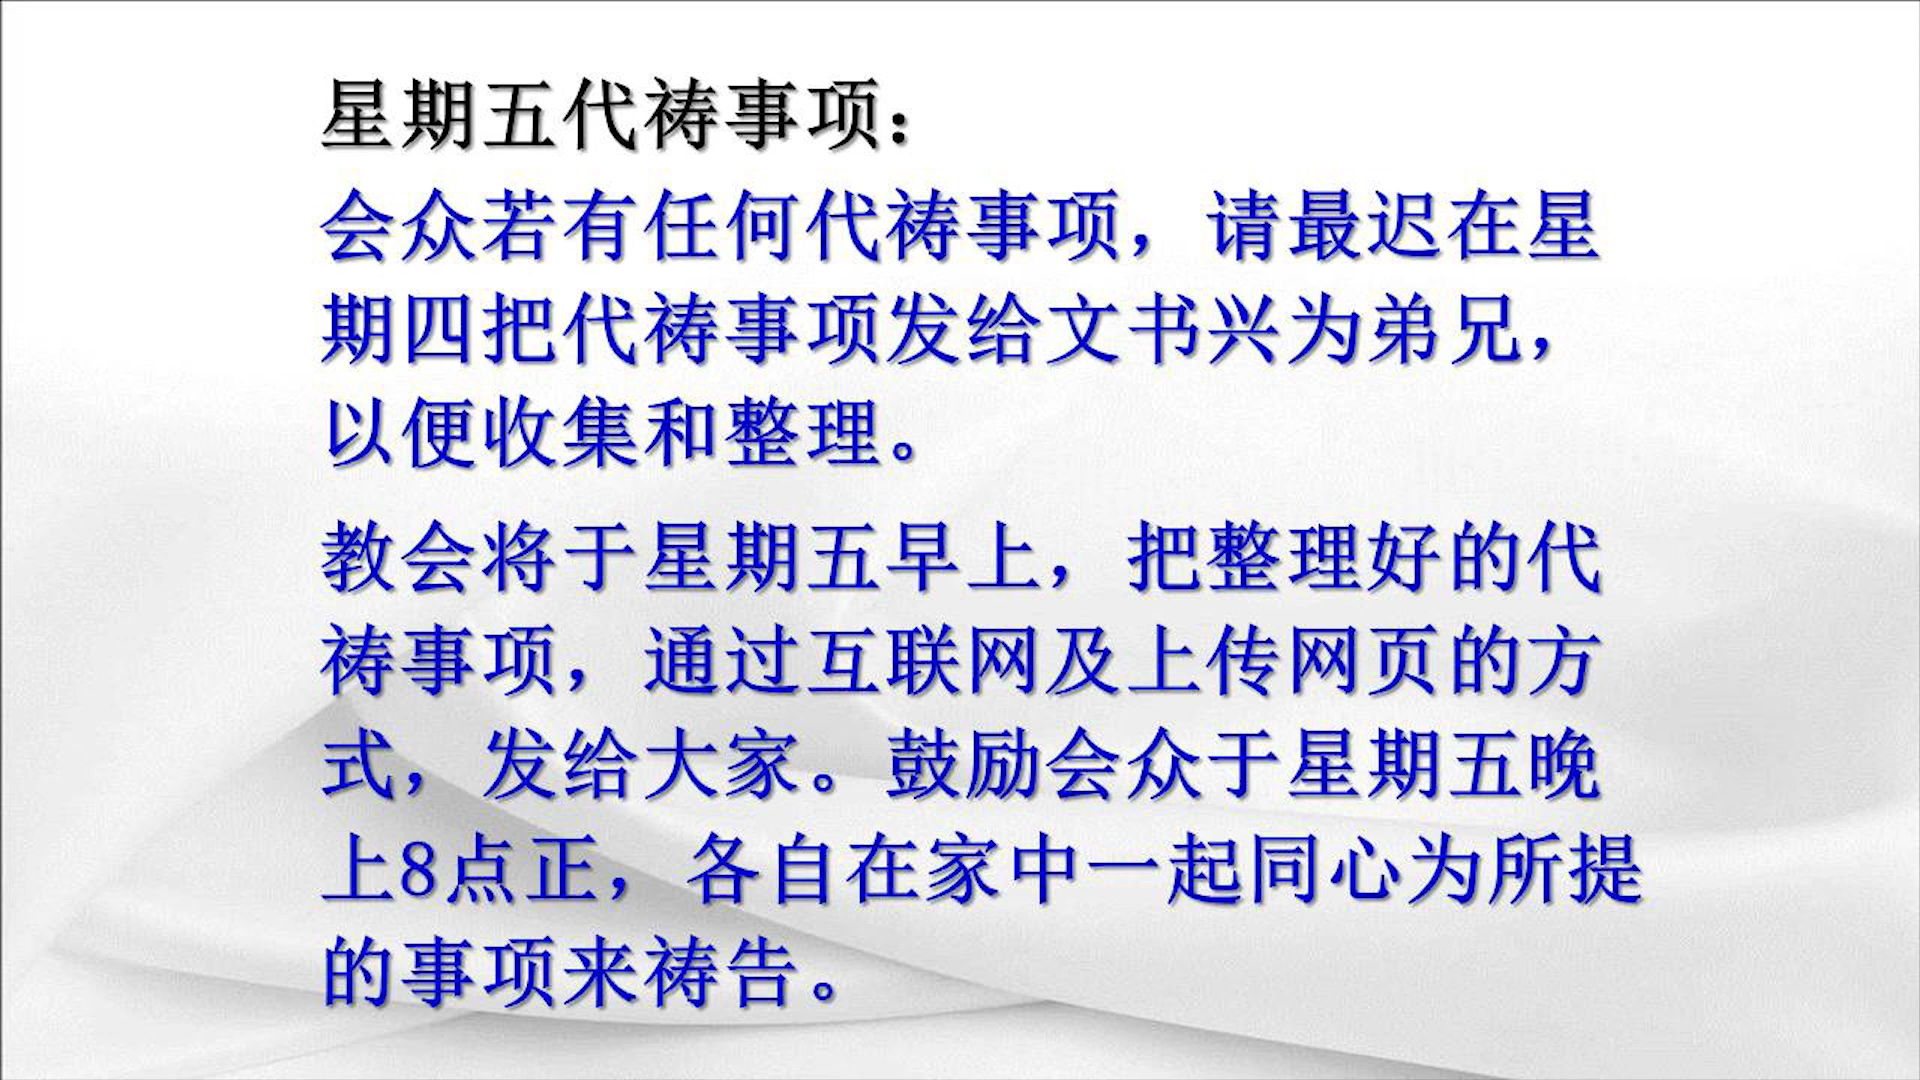 星期五代祷事项：
会众若有任何代祷事项，请最迟在星
期四把代祷事项发给文书兴为弟兄，
以便收集和整理。
教会将于星期五早上，把整理好的代
祷事项，通过互联网及上传网页的方
式，发给大家。鼓励会众于星期五晚
上8点正，各自在家中一起同心为所提
的事项来祷告。